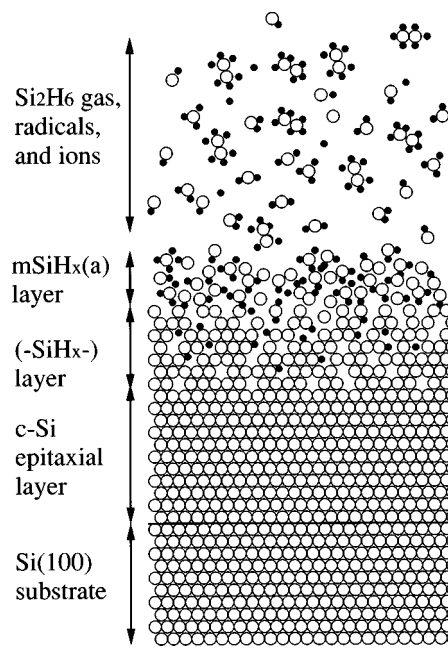 Si2H6 gas,
radicals,
and ions
mSiHx(a)
layer
(-SiHx-)
layer
c-Si
epitaxial
layer
Si(100)
substrate